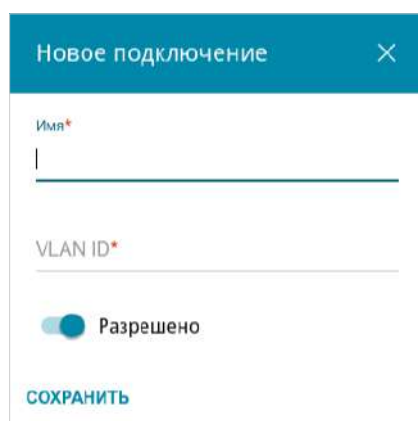 Новое подключение
Имя*
VLAN ID*
Разрешено
СОХРАНИТЬ